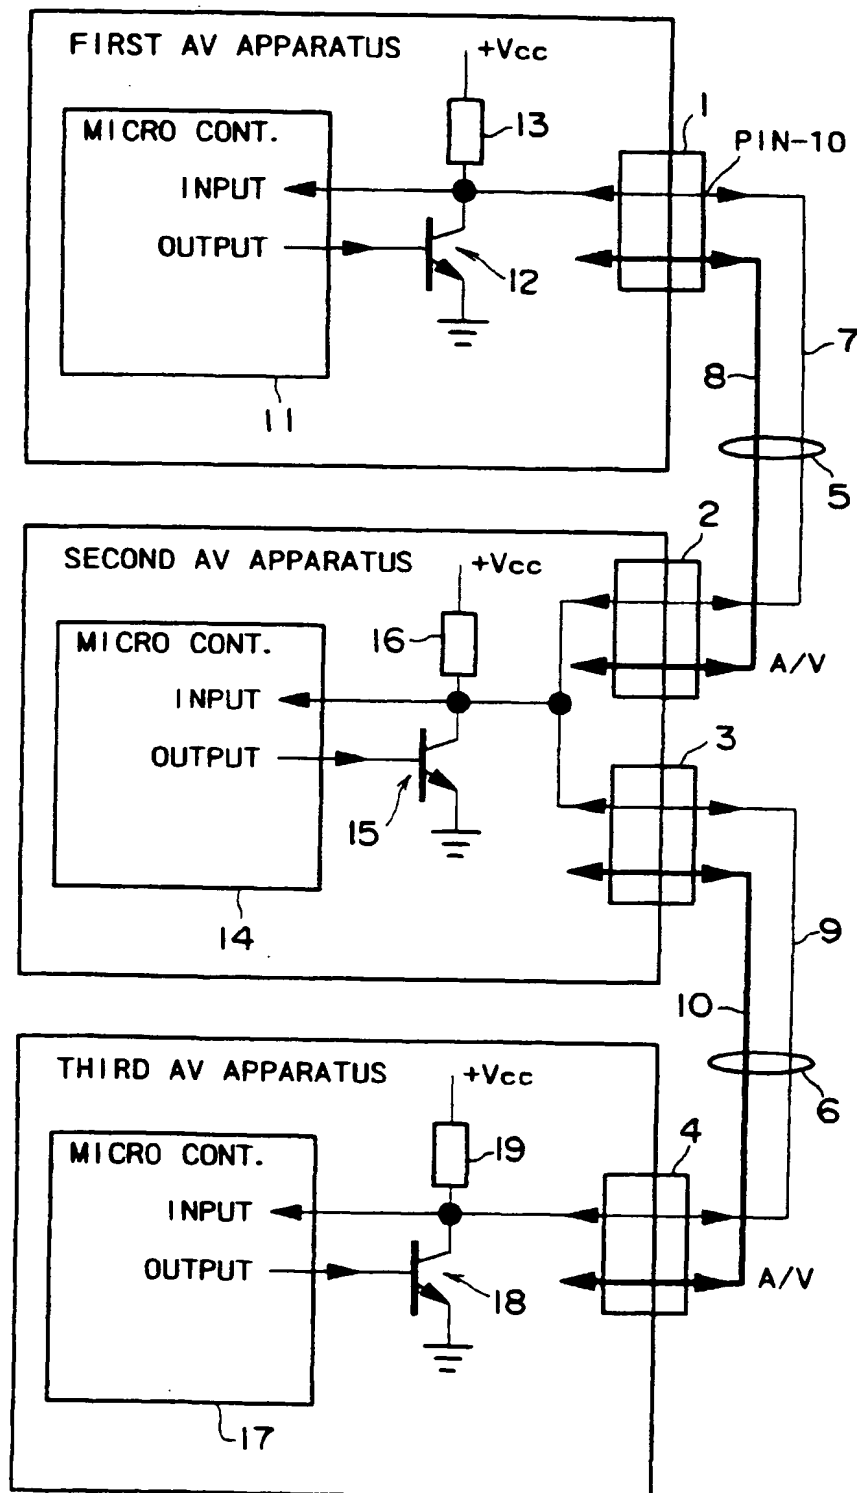 FIRST AV APPARATUS
+Vcc
13
1
MICRO CONT.
PIN-10
INPUT
OUTPUT
12
7
8
11
5
2
SECOND AV APPARATUS
+Vcc
16
MICRO CONT.
A/V
INPUT
3
OUTPUT
15
14
9
10
THIRD AV APPARATUS
+Vcc
6
4
19
MICRO CONT.
INPUT
OUTPUT
A/V
18
17